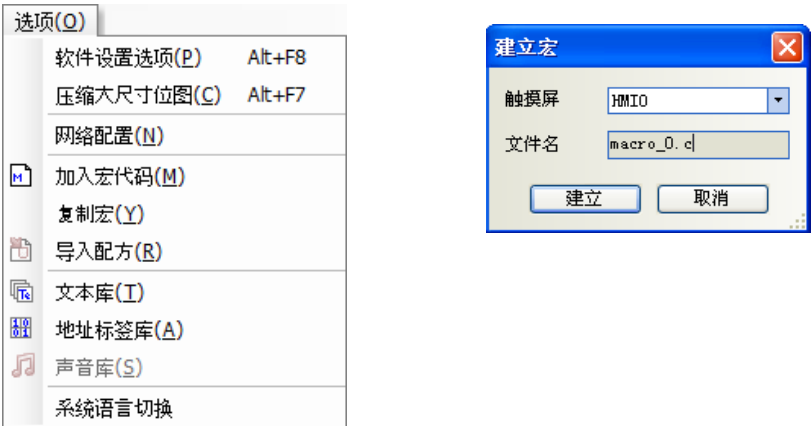 选项(O)
软件设置选项(P) Alt+F8
压缩大尺寸位图(C) Alt+F7
网络配置(N)
加入宏代码(M)
复制宏(Y)
导入配方(R)
文本库(T)
地址标签库(A)
声音库(S)
系统语言切换
建立宏
触摸屏 HMI0
文件名 macro_0.c
建立 取消